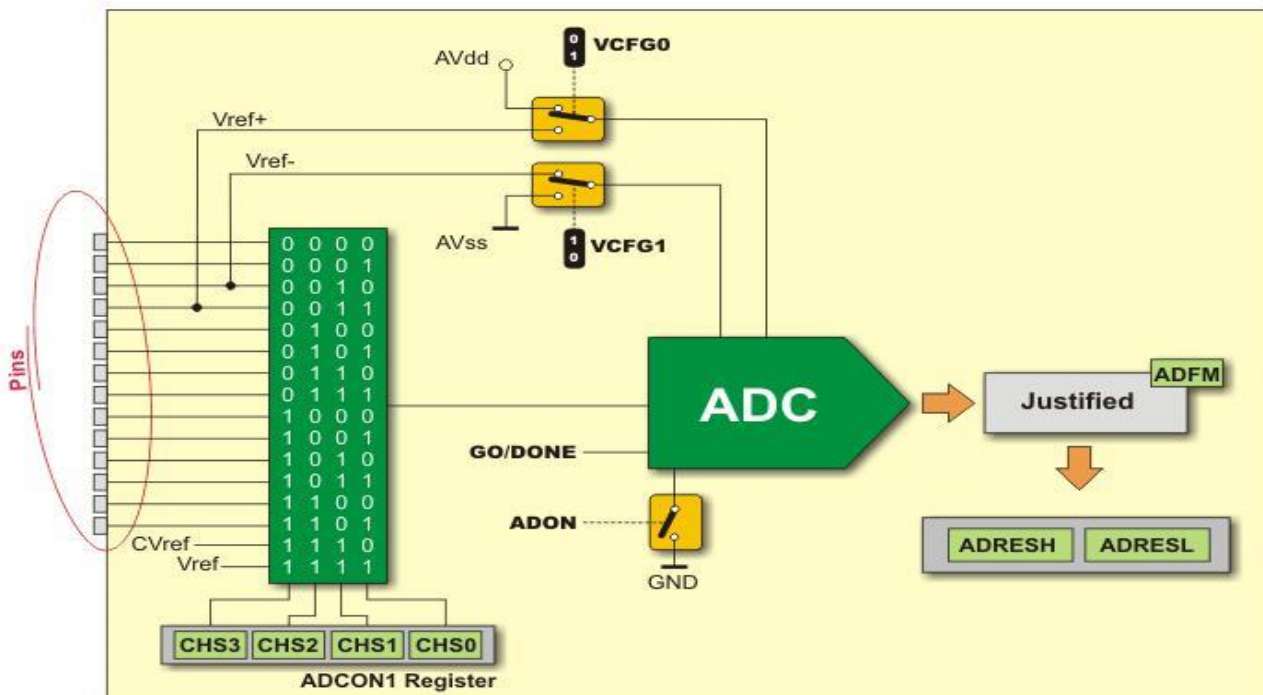 0
1
VCFG0
AVdd
Vref+
Vref-
AVss
1
0
VCFG1
Pins
0 0 0 0
0 0 0 1
0 0 1 0
0 0 1 1
0 1 0 0
0 1 0 1
0 1 1 0
0 1 1 1
1 0 0 0
1 0 0 1
1 0 1 0
1 0 1 1
1 1 0 0
1 1 0 1
CVref 1 1 1 0
Vref 1 1 1 1
ADC
GO/DONE
ADON
GND
ADFM
Justified
ADRESH ADRESL
CHS3 CHS2 CHS1 CHS0
ADCON1 Register